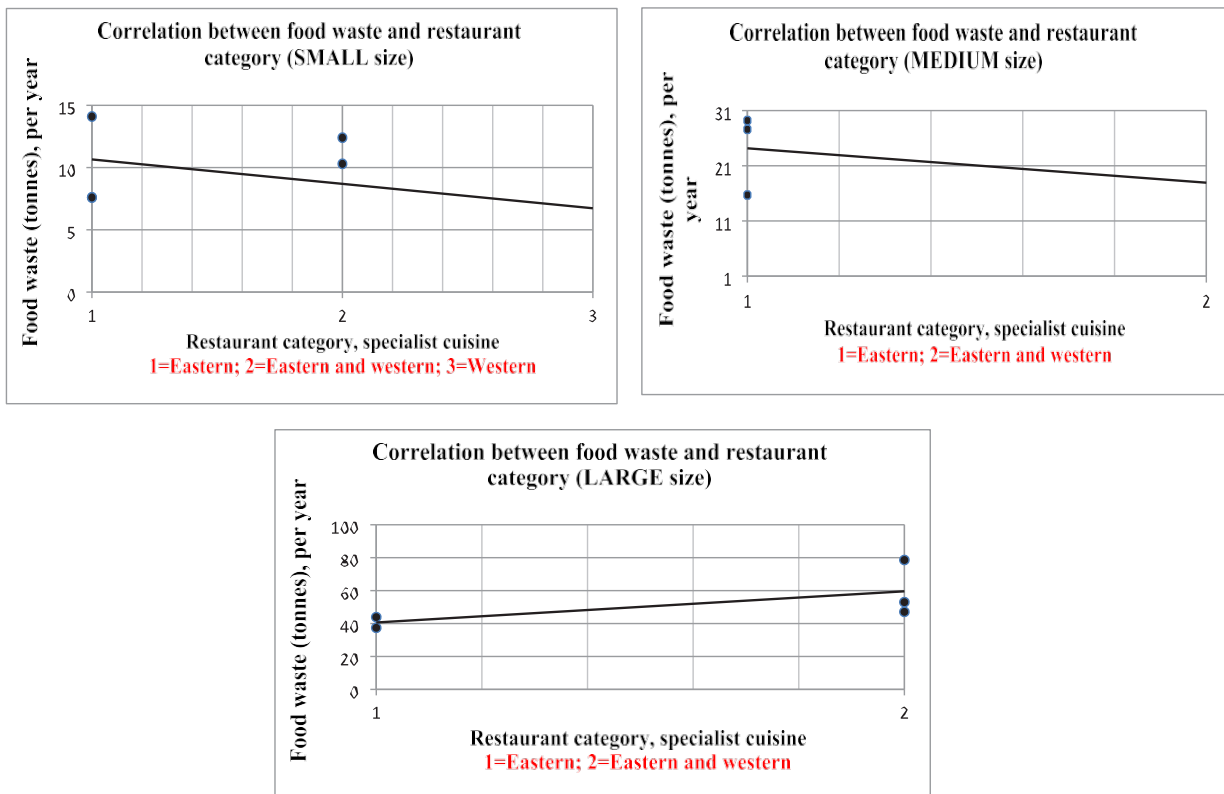 Correlation between food waste and restaurant
category (SMALL size)
Food waste (tonnes), per year
15
10
5
0
1 2 3
Restaurant category, specialist cuisine
1=Eastern; 2=Eastern and western; 3=Western
Correlation between food waste and restaurant
category (MEDIUM size)
Food waste (tonnes), per
year
31
21
11
1
1 2
Restaurant category, specialist cuisine
1=Eastern; 2=Eastern and western
Correlation between food waste and restaurant
category (LARGE size)
Food waste (tonnes), per year
100
80
60
40
20
0
1 2
Restaurant category, specialist cuisine
1=Eastern; 2=Eastern and western